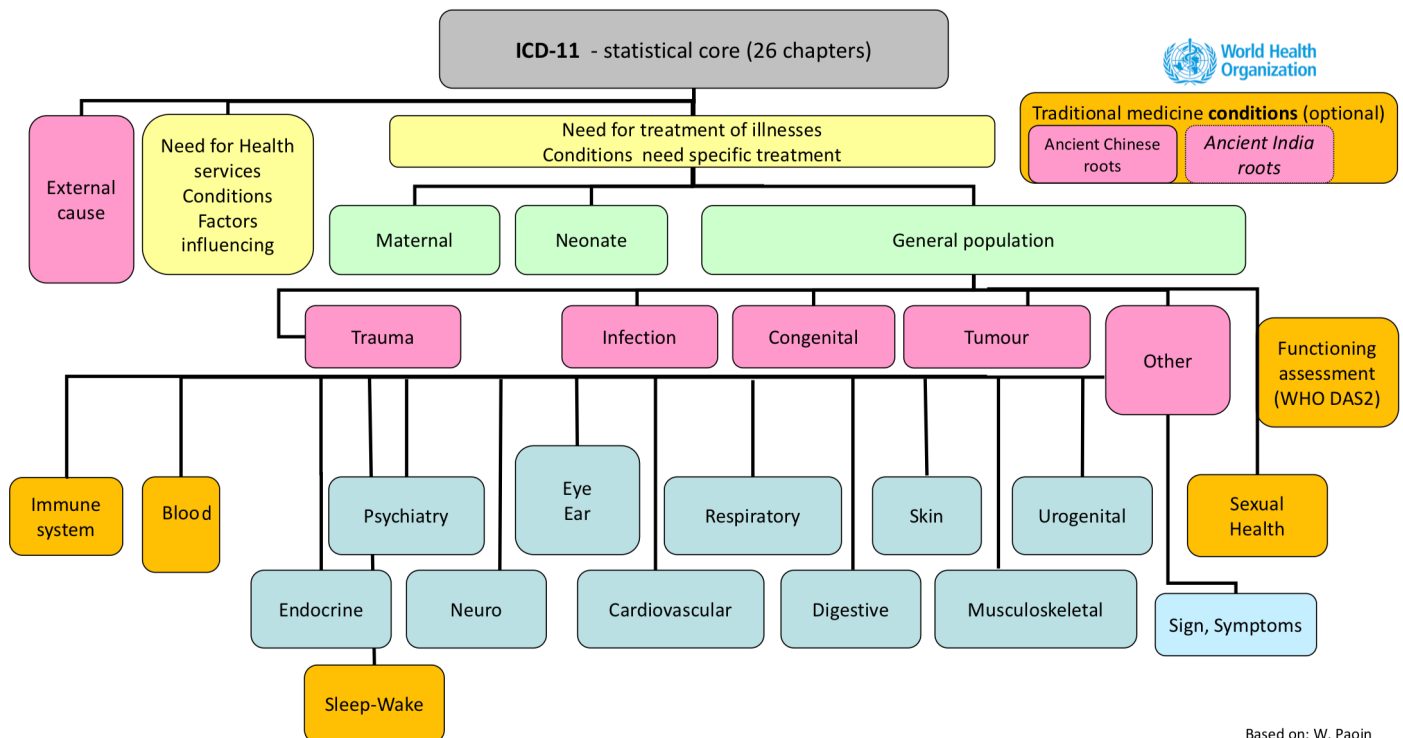 ICD-11 - statistical core (26 chapters)
World Health
Organization
Traditional medicine conditions (optional)
Ancient Chinese
roots
Ancient India
roots
External
cause
Need for Health
services
Conditions
Factors
influencing
Need for treatment of illnesses
Conditions need specific treatment
Maternal
Neonate
General population
Trauma
Infection
Congenital
Tumour
Other
Functioning
assessment
(WHO DAS2)
Immune
system
Blood
Psychiatry
Eye
Ear
Respiratory
Skin
Urogenital
Sexual
Health
Endocrine
Neuro
Cardiovascular
Digestive
Musculoskeletal
Sign, Symptoms
Sleep-Wake
Based on: W. Paoin